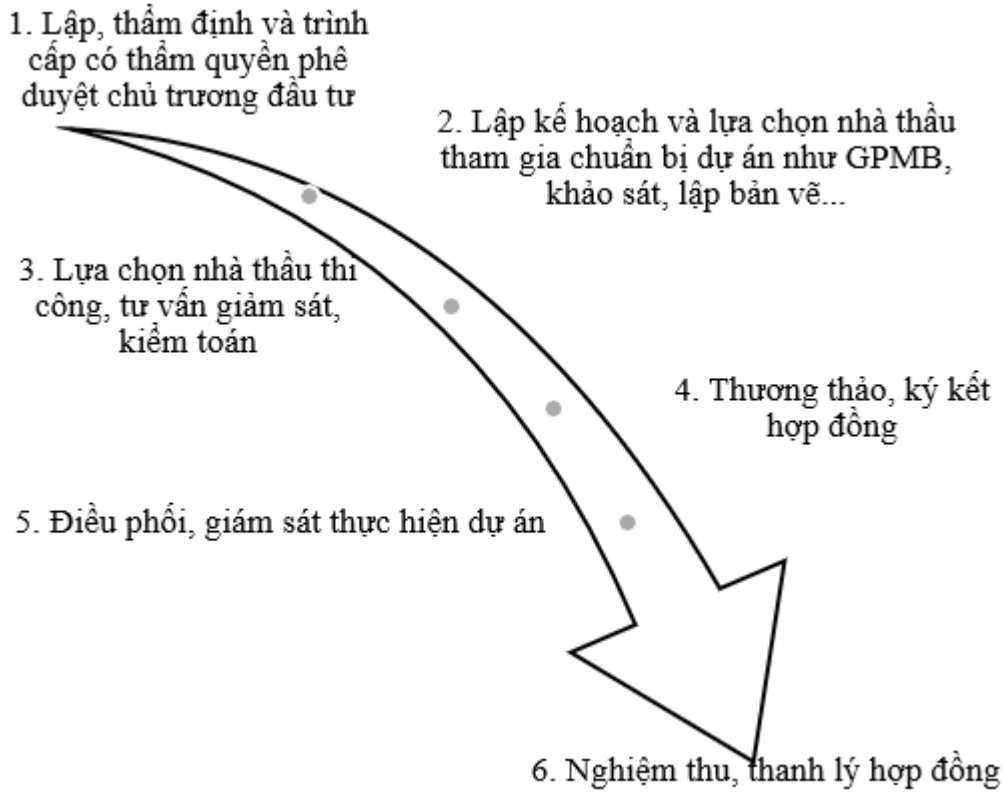 1. Lập, thẩm định và trình
cấp có thẩm quyền phê
duyệt chủ trương đầu tư
2. Lập kế hoạch và lựa chọn nhà thầu
tham gia chuẩn bị dự án như GPMB,
khảo sát, lập bản vẽ...
3. Lựa chọn nhà thầu thi
công, tư vấn giảm sát,
kiểm toán
4. Thương thảo, ký kết
hợp đồng
5. Điều phối, giám sát thực hiện dự án
6. Nghiệm thu, thanh lý hợp đồng